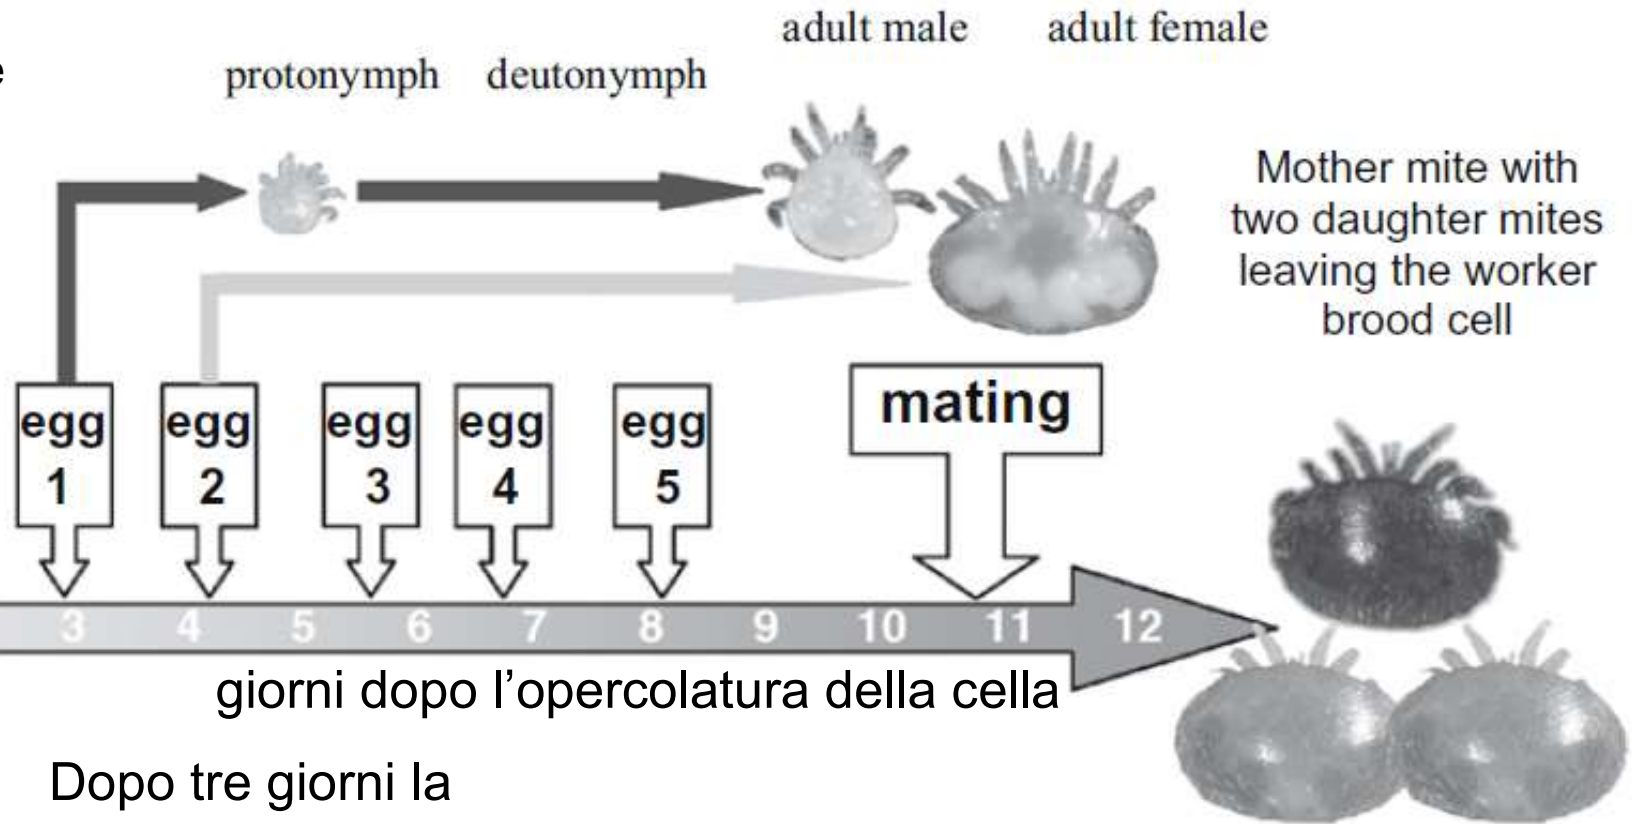 adult male adult female
e
protonymph deutonymph
Mother mite with
two daughter mites
leaving the worker
brood cell
egg
1
egg
2
egg
3
egg
4
egg
5
mating
3 4 5 6 7 8 9 10 11 12
giorni dopo l’opercolatura della cella
Dopo tre giorni la